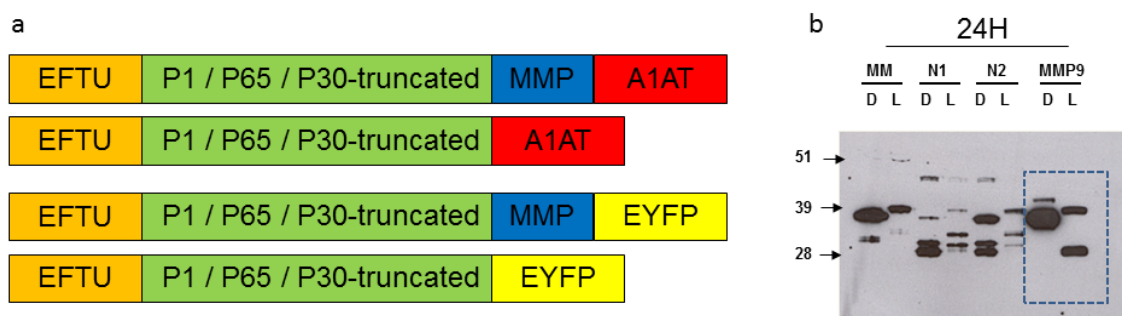 a
EFTU P1 / P65 / P30-truncated MMP A1AT
EFTU P1 / P65 / P30-truncated A1AT
EFTU P1 / P65 / P30-truncated MMP EYFP
EFTU P1 / P65 / P30-truncated EYFP
b
24H
MM N1 N2 MMP9
D L D L D L D L
51
39
28